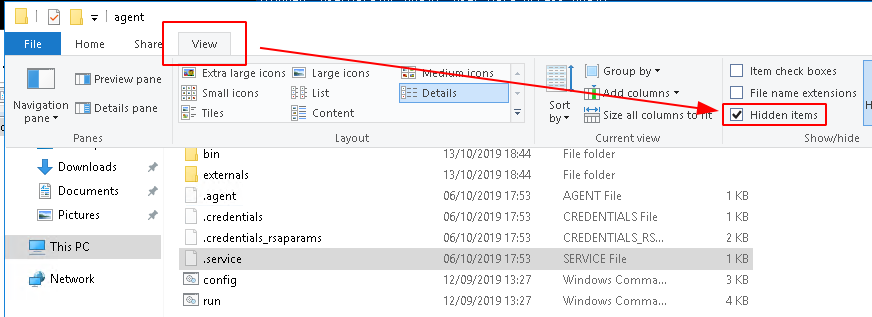 agent
File Home Share View
Navigation pane
Preview pane
Details pane
Panes
Extra large icons Large icons Medium icons
Small icons List Details
Tiles Content
Layout
Sort by
Group by
Add columns
Size all columns to fit
Current view
Item check boxes
File name extensions
Hidden items
Show/hide
Downloads
Documents
Pictures
This PC
Network
bin 13/10/2019 18:44 File folder
externals 13/10/2019 18:44 File folder
.agent 06/10/2019 17:53 AGENT File 1 KB
.credentials 06/10/2019 17:53 CREDENTIALS File 1 KB
.credentials_rsaparams 06/10/2019 17:53 CREDENTIALS_RS... 2 KB
.service 06/10/2019 17:53 SERVICE File 1 KB
config 12/09/2019 13:27 Windows Comma... 3 KB
run 12/09/2019 13:27 Windows Comma... 4 KB